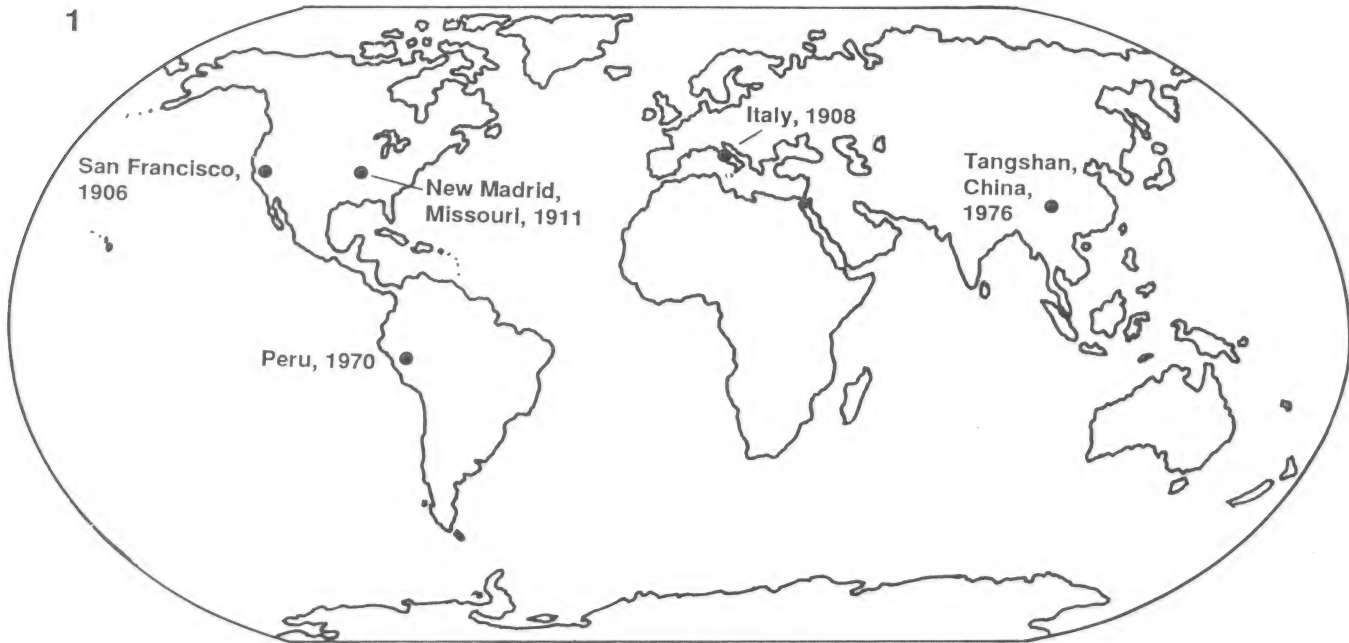 1
Italy, 1908
San Francisco,
1906
New Madrid,
Missouri, 1911
Tangshan,
China,
1976
Peru, 1970